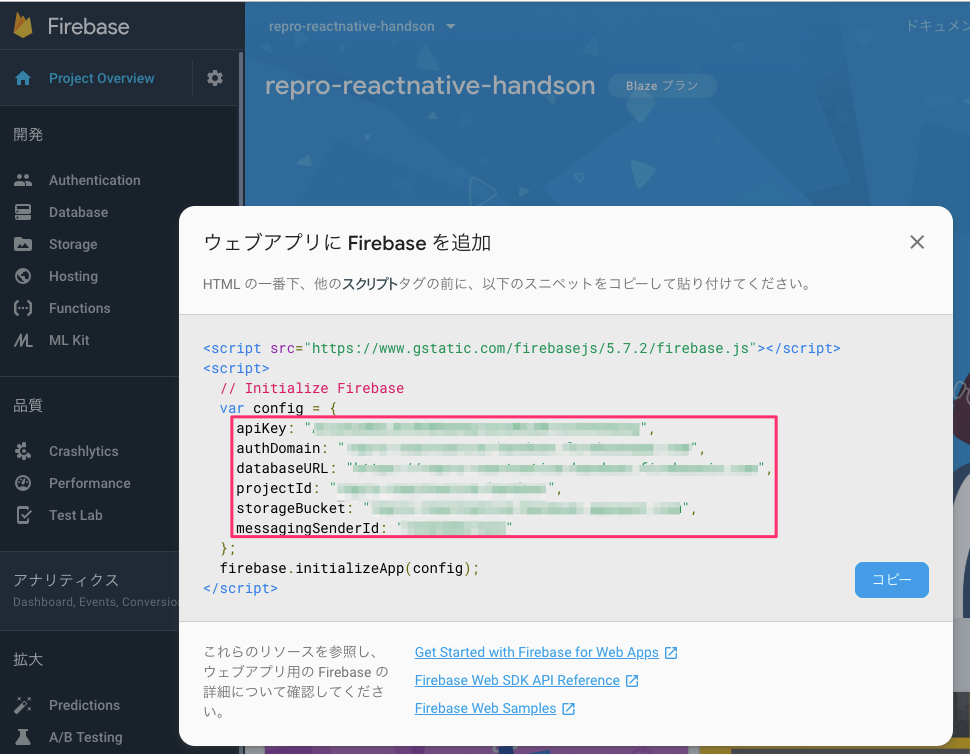 Firebase
repro-reactnative-handson
ドキュメン
Project Overview
repro-reactnative-handson
Blaze プラン
開発
Authentication
Database
Storage
Hosting
Functions
ML Kit
品質
Crashlytics
Performance
Test Lab
アナリティクス
Dashboard, Events, Conversion
拡大
Predictions
A/B Testing
ウェブアプリに Firebase を追加
HTML の一番下、他のスクリプトタグの前に、以下のスニペットをコピーして貼り付けてください。
<script src="https://www.gstatic.com/firebasejs/5.7.2/firebase.js"></script>
<script>
// Initialize Firebase
var config = {
apiKey: "",
authDomain: "",
databaseURL: "",
projectId: "",
storageBucket: "",
messagingSenderId: ""
};
firebase.initializeApp(config);
</script>
コピー
これらのリソースを参照し、
ウェブアプリ用の Firebase の
詳細について確認してくださ
い。
Get Started with Firebase for Web Apps
Firebase Web SDK API Reference
Firebase Web Samples